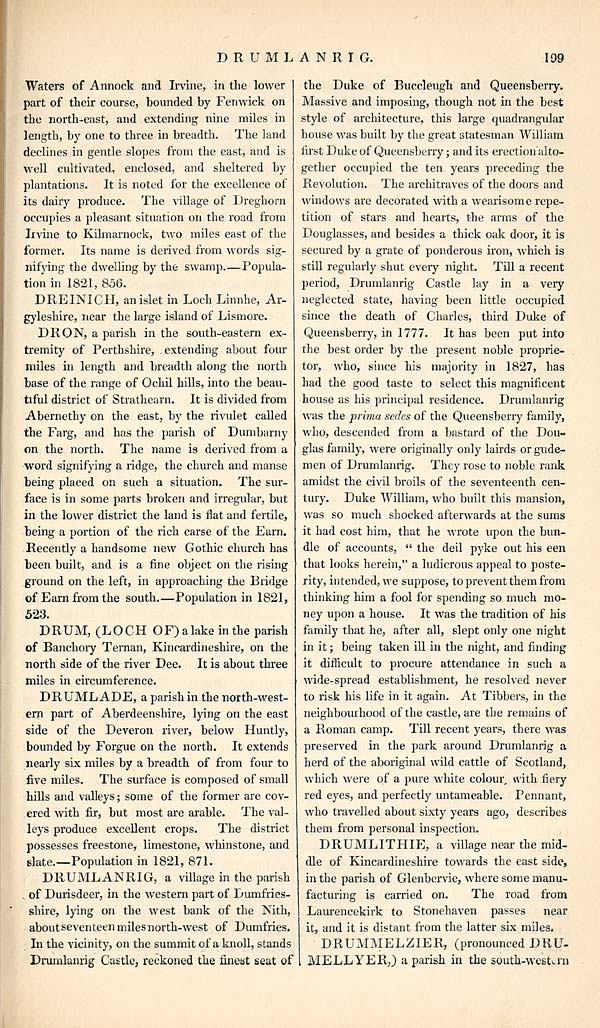 DRUMLANRIG.
199
Waters of Annock and Irvine, in the lower
part of their course, bounded by Fenwick on
the north-east, and extending nine miles in
length, by one to three in breadth. The land
declines in gentle slopes from the east, and is
well cultivated, enclosed, and sheltered by
plantations. It is noted for the excellence of
its dairy produce. The village of Dreghorn
occupies a pleasant situation on the road from
Irvine to Kilmarnock, two miles east of the
former. Its name is derived from words sig-
nifying the dwelling by the swamp.—Popula-
tion in 1821, 856.
DREINICH, an islet in Loch Linnhe, Ar-
gyleshire, near the large island of Lismore.
DRON, a parish in the south-eastern ex-
tremity of Perthshire, extending about four
miles in length and breadth along the north
base of the range of Ochil hills, into the beau-
tiful district of Strathearn. It is divided from
Abernethy on the east, by the rivulet called
the Farg, and has the parish of Dumbarny
on the north. The name is derived from a
word signifying a ridge, the church and manse
being placed on such a situation. The sur-
face is in some parts broken and irregular, but
in the lower district the land is flat and fertile,
being a portion of the rich carse of the Earn.
Recently a handsome new Gothic church has
been built, and is a fine object on the rising
ground on the left, in approaching the Bridge
of Earn from the south.—Population in 1821,
523.
DRUM, (LOCH OF) a lake in the parish
of Banchory Ternan, Kincardineshire, on the
north side of the river Dee. It is about three
miles in circumference.
DRUMLADE, a parish in the north-west-
ern part of Aberdeenshire, lying on the east
side of the Deveron river, below Huntly,
bounded by Forgue on the north. It extends
nearly six miles by a breadth of from four to
five miles. The surface is composed of small
hills and valleys; some of the former are cov-
ered with fir, but most are arable. The val-
leys produce excellent crops. The district
possesses freestone, limestone, whinstone, and
slate.—Population in 1821, 871.
DRUMLANRIG, a village in the parish
of Durisdeer, in the western part of Dumfries-
shire, lying on the west bank of the Nith,
about seventeen miles north-west of Dumfries.
In the vicinity, on the summit of a knoll, stands
Drumlanrig Castle, reckoned the finest seat of
the Duke of Buccleugh and Queensberry.
Massive and imposing, though not in the best
style of architecture, this large quadrangular
house was built by the great statesman William
first Duke of Queensberry; and its erection alto-
gether occupied the ten years preceding the
Revolution. The architraves of the doors and
windows are decorated with a wearisome repe-
tition of stars and hearts, the arms of the
Douglasses, and besides a thick oak door, it is
secured by a grate of ponderous iron, which is
still regularly shut every night. Till a recent
period, Drumlanrig Castle lay in a very
neglected state, having been little occupied
since the death of Charles, third Duke of
Queensberry, in 1777. It has been put into
the best order by the present noble proprie-
tor, who, since his majority in 1827, has
had the good taste to select this magnificent
house as his principal residence. Drumlanrig
was the prima sedes of the Queensberry family,
who, descended from a bastard of the Dou-
glas family, were originally only lairds or gude-
men of Drumlanrig. They rose to noble rank
amidst the civil broils of the seventeenth cen-
tury. Duke William, who built this mansion,
was so much shocked afterwards at the sums
it had cost him, that he wrote upon the bun-
dle of accounts, “ the deil pyke out his een
that looks herein,” a ludicrous appeal to poste-
rity, intended, we suppose, to prevent them from
thinking him a fool for spending so much mo-
ney upon a house. It was the tradition of his
family that he, after all, slept only one night
in it; being taken ill in the night, and finding
it difficult to procure attendance in such a
wide-spread establishment, he resolved never
to risk his life in it again. At Tibbers, in the
neighbourhood of the castle, are the remains of
a Roman camp. Till recent years, there was
preserved in the park around Drumlanrig a
herd of the aboriginal wild cattle of Scotland,
which were of a pure white colour, with fiery
red eyes, and perfectly untameable. Pennant,
who travelled about sixty years ago, describes
them from personal inspection.
DRUMLITHIE, a village near the mid-
dle of Kincardineshire towards the east side,
in the parish of Glenbervie, where some manu-
facturing is carried on. The road from
Laurencekirk to Stonehaven passes near
it, and it is distant from the latter six miles.
DRUMMELZIER, (pronounced DRU-
MELLYER,) a parish in the south-western